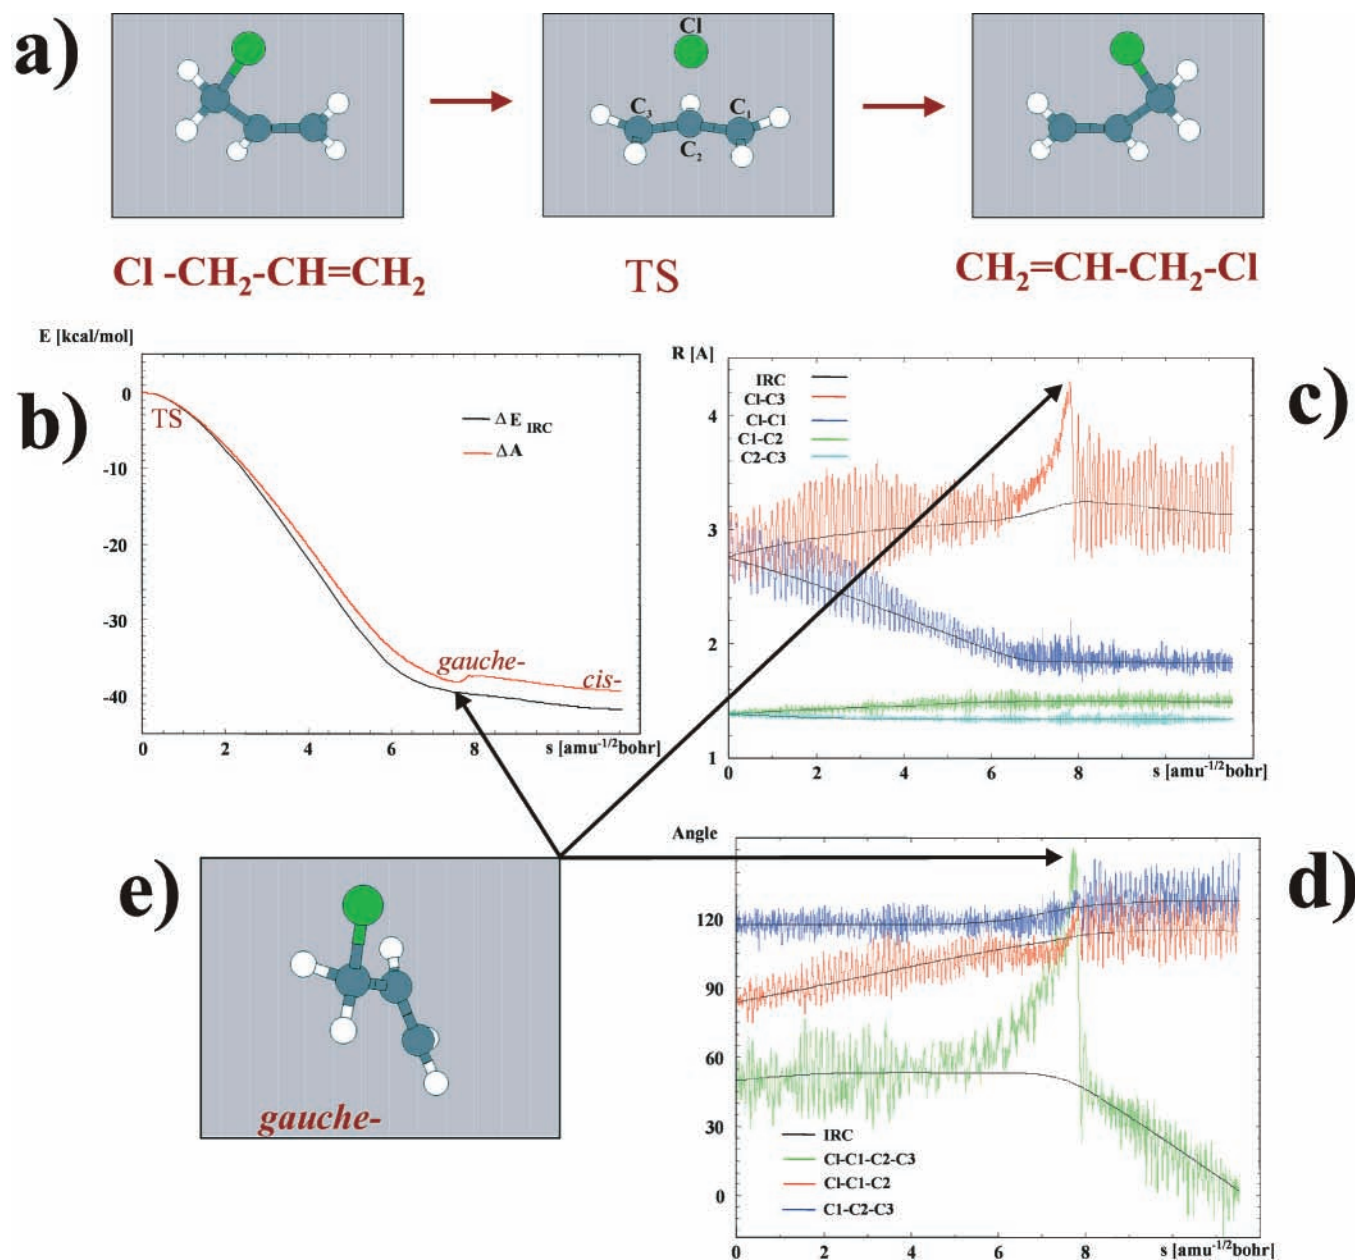 a)
Cl
C3
C1
C2
Cl -CH2-CH=CH2
TS
CH2=CH-CH2-Cl
b)
E [kcal/mol]
0
-10
-20
-30
-40
TS
Δ E IRC
Δ A
gauche-
cis-
0 2 4 6 8
s [amu-1/2bohr]
c)
R [A]
4
3
2
1
IRC
Cl-C3
Cl-C1
C1-C2
C2-C3
0 2 4 6 8
s [amu-1/2bohr]
e)
gauche-
d)
Angle
120
90
60
30
0
IRC
Cl-C1-C2-C3
Cl-C1-C2
C1-C2-C3
0 2 4 6 8
s [amu-1/2bohr]